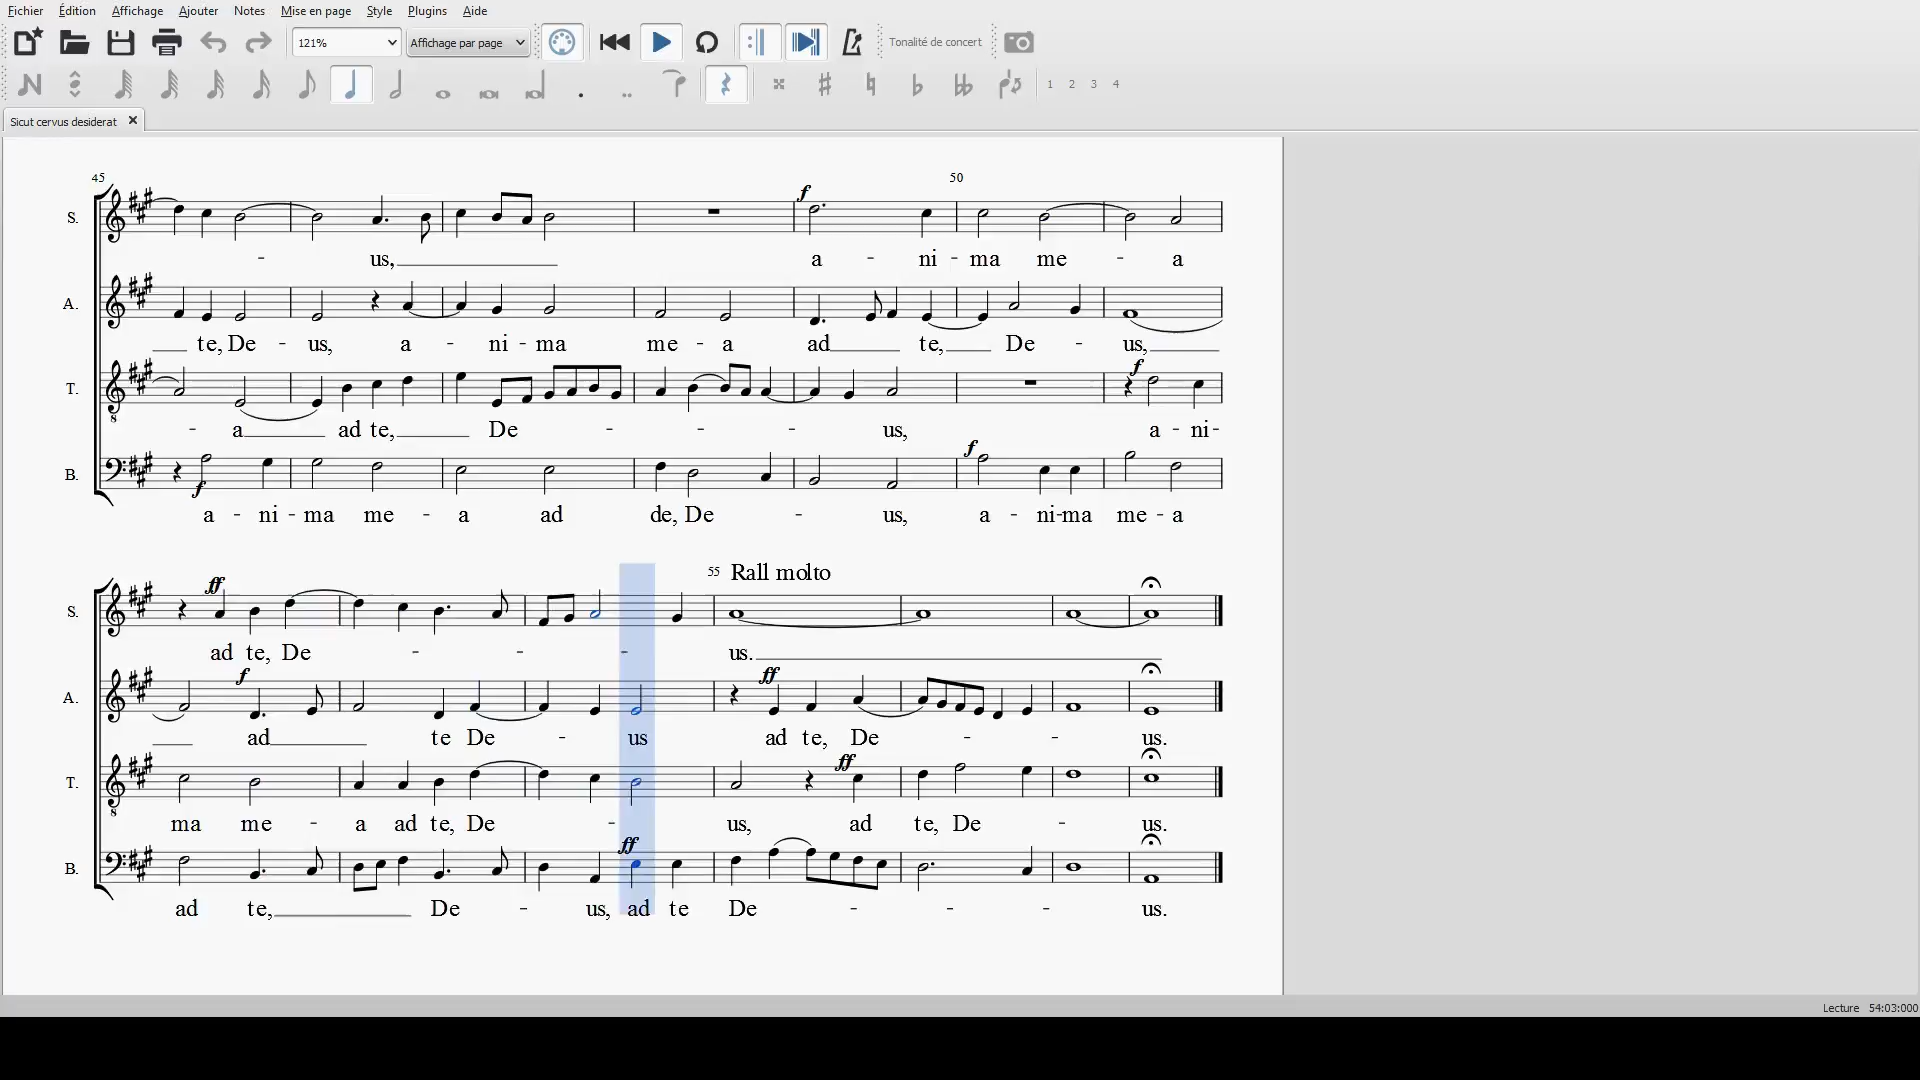 Fichier Édition Affichage Ajouter Notes Mise en page Style Plugins Aide
121% Affichage par page Tonalité de concert
1 2 3 4
Sicut cervus desiderat
45 50
f
S.
- us, a - ni - ma me - a
A.
te, De - us, a - ni - ma me - a ad te, De - us,
f
T.
- a ad te, De - - - - us, a - ni-
f
B.
f
a - ni - ma me - a ad de, De - us, a - ni-ma me - a
55 Rall molto
ff
S.
ad te, De - - - us.
f ff
A.
ad te De - us ad te, De - - us.
ff
T.
ma me - a ad te, De - us, ad te, De - us.
ff
B.
ad te, De - us, ad te De - - - us.
Lecture 54:03:000